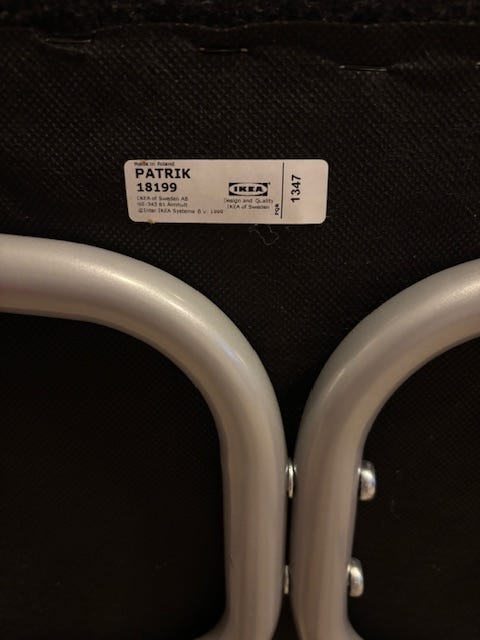 Made in Poland
PATRIK
18199
IKEA of Sweden AB
SE-343 81 Älmhult
©Inter IKEA Systems B.V. 1999
IKEA
Design and Quality
IKEA of Sweden
PQR
1347